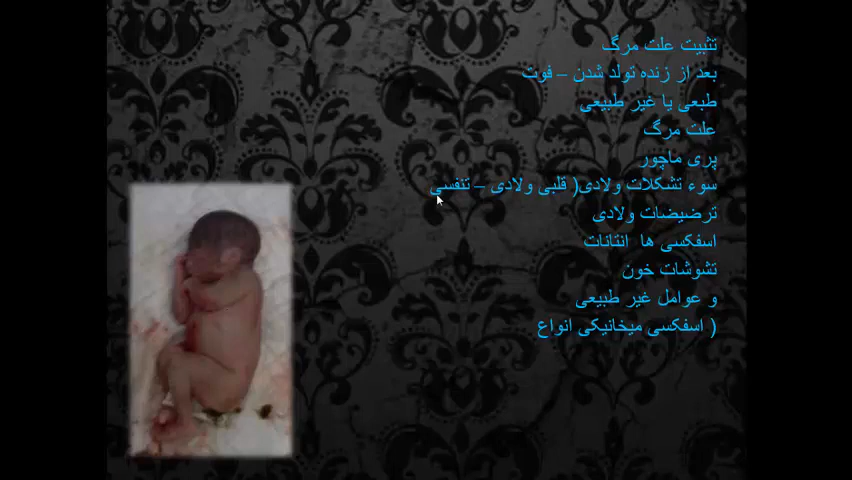 تثبیت علت مرگ
بعد از زنده تولد شدن – فوت
طبعی یا غیر طبیعی
علت مرگ
پری ماچور
سوء تشکلات ولادی( قلبی ولادی – تنفسی
ترضیضات ولادی
اسفکسی ها انتانات
تشوشات خون
و عوامل غیر طبیعی
( اسفکسی میخانیکی انواع